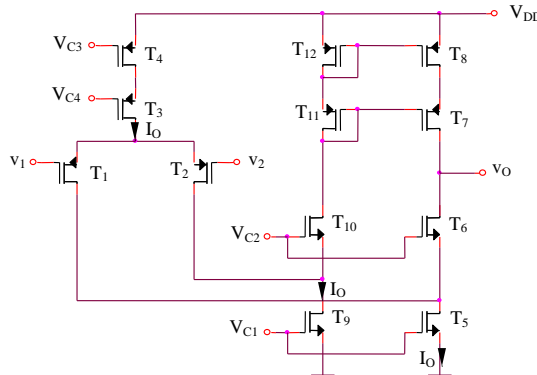 V_DD
V_C3 T_4 T_12 T_8
V_C4 T_3 T_11 T_7
I_O
v_1 T_1 T_2 v_2 v_O
V_C2 T_10 T_6
I_O
V_C1 T_9 T_5
I_O